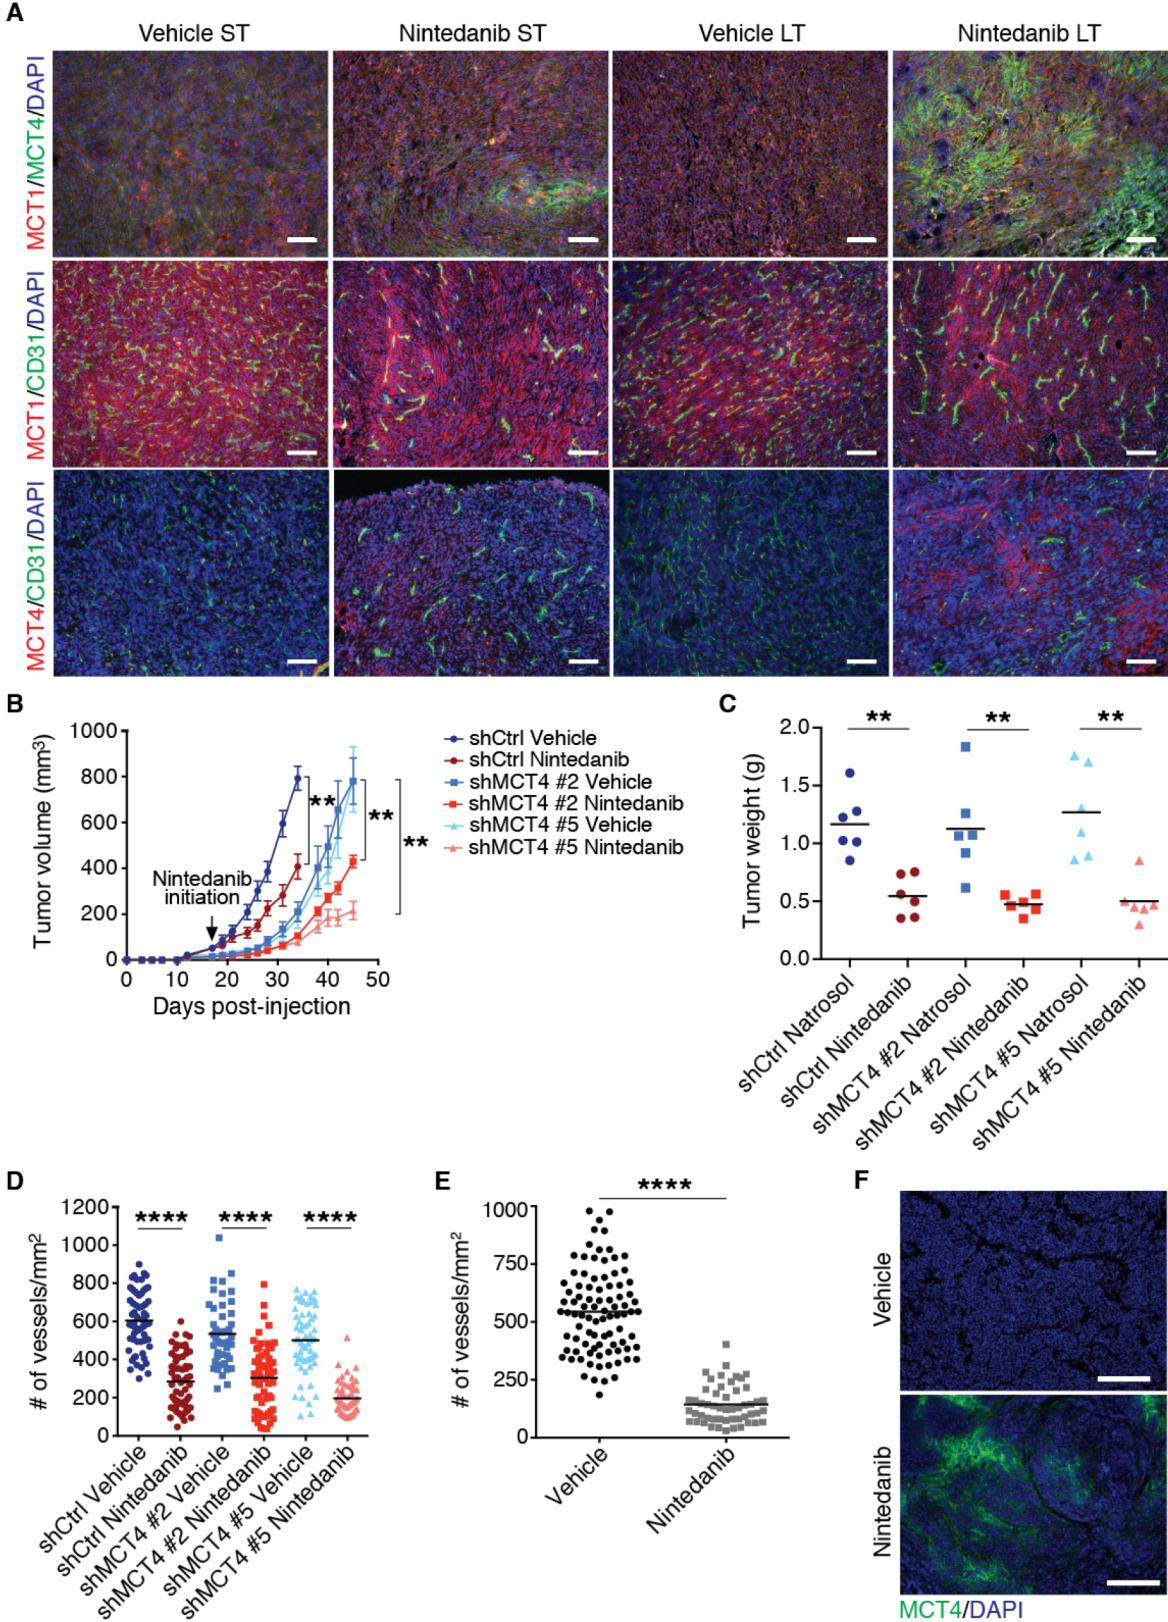 A
Vehicle ST
Nintedanib ST
Vehicle LT
Nintedanib LT
MCT1/MCT4/DAPI
MCT1/CD31/DAPI
MCT4/CD31/DAPI
B
Tumor volume (mm3)
1000
800
600
400
200
0
0
10
20
30
40
50
Days post-injection
Nintedanib
initiation
**
**
**
shCtrl Vehicle
shCtrl Nintedanib
shMCT4 #2 Vehicle
shMCT4 #2 Nintedanib
shMCT4 #5 Vehicle
shMCT4 #5 Nintedanib
C
Tumor weight (g)
2.0
1.5
1.0
0.5
0.0
**
**
**
shCtrl Natrosol
shCtrl Nintedanib
shMCT4 #2 Natrosol
shMCT4 #2 Nintedanib
shMCT4 #5 Natrosol
shMCT4 #5 Nintedanib
D
# of vessels/mm2
1200
1000
800
600
400
200
0
****
****
****
shCtrl Vehicle
shCtrl Nintedanib
shMCT4 #2 Vehicle
shMCT4 #2 Nintedanib
shMCT4 #5 Vehicle
shMCT4 #5 Nintedanib
E
# of vessels/mm2
1000
750
500
250
0
****
Vehicle
Nintedanib
F
Vehicle
Nintedanib
MCT4/DAPI